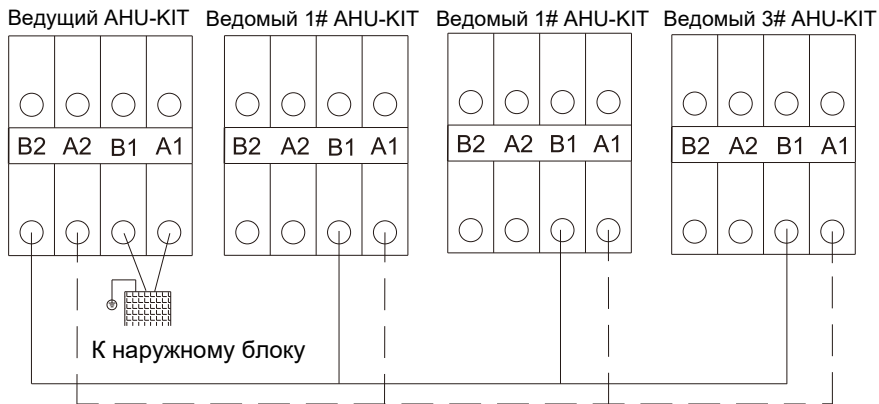 Ведущий AHU-KIT Ведомый 1# AHU-KIT Ведомый 1# AHU-KIT Ведомый 3# AHU-KIT
B2 A2 B1 A1 B2 A2 B1 A1 B2 A2 B1 A1 B2 A2 B1 A1
К наружному блоку